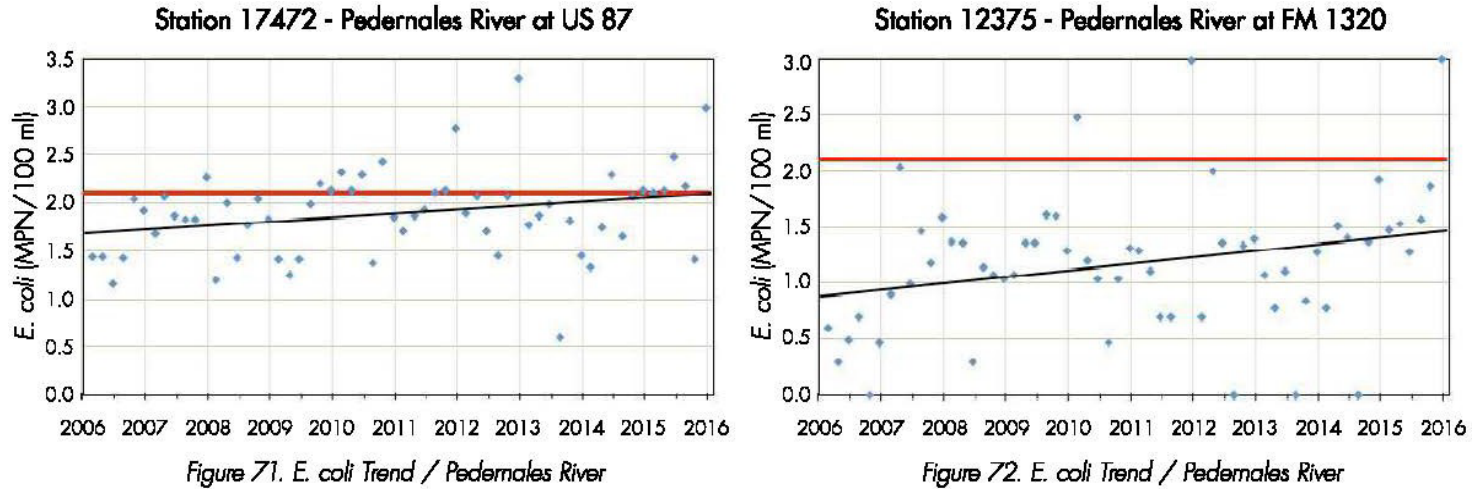 Station 17472 - Pedernales River at US 87
E. coli (MPN/100 ml)
3.5
3.0
2.5
2.0
1.5
1.0
0.5
0.0
2006 2007 2008 2009 2010 2011 2012 2013 2014 2015 2016
Figure 71. E. coli Trend / Pedernales River
Station 12375 - Pedernales River at FM 1320
E. coli (MPN/100 ml)
3.0
2.5
2.0
1.5
1.0
0.5
0.0
2006 2007 2008 2009 2010 2011 2012 2013 2014 2015 2016
Figure 72. E. coli Trend / Pedernales River